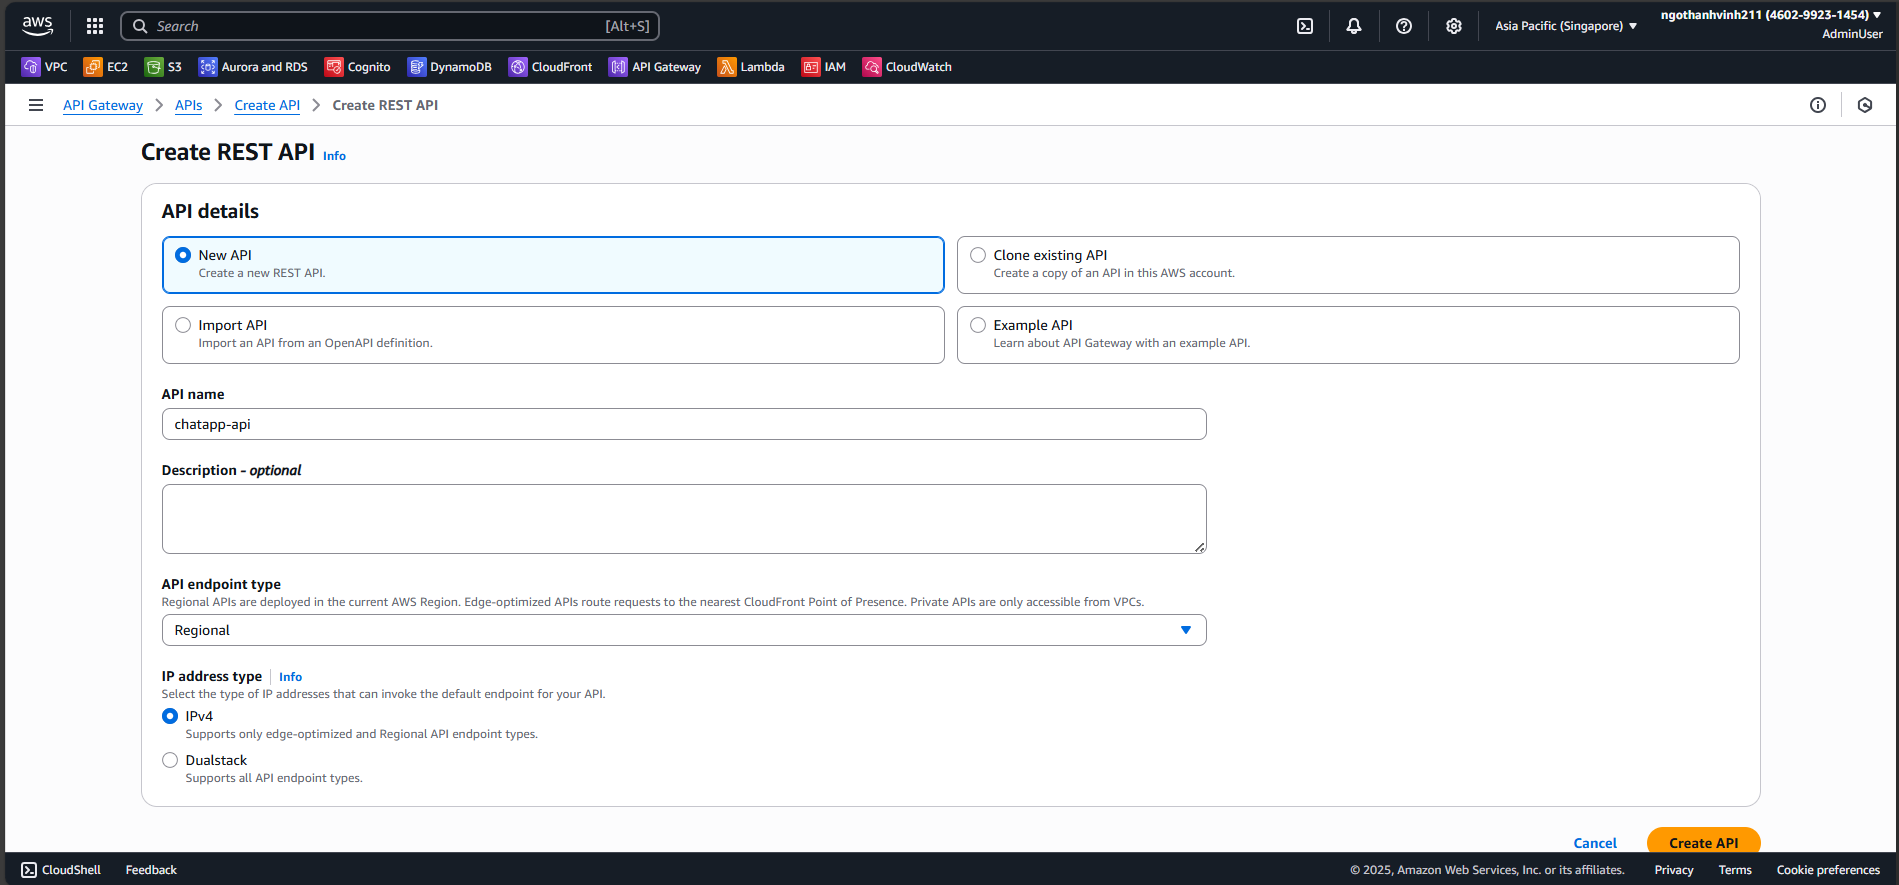 aws Search [Alt+S] Asia Pacific (Singapore) ngothanhvinh211 (4602-9923-1454)
AdminUser
VPC EC2 S3 Aurora and RDS Cognito DynamoDB CloudFront API Gateway Lambda IAM CloudWatch
API Gateway APIs Create API Create REST API
Create REST API Info
API details
New API
Create a new REST API.
Clone existing API
Create a copy of an API in this AWS account.
Import API
Import an API from an OpenAPI definition.
Example API
Learn about API Gateway with an example API.
API name
chatapp-api
Description - optional
API endpoint type
Regional APIs are deployed in the current AWS Region. Edge-optimized APIs route requests to the nearest CloudFront Point of Presence. Private APIs are only accessible from VPCs.
Regional
IP address type Info
Select the type of IP addresses that can invoke the default endpoint for your API.
IPv4
Supports only edge-optimized and Regional API endpoint types.
Dualstack
Supports all API endpoint types.
Cancel Create API
CloudShell Feedback © 2025, Amazon Web Services, Inc. or its affiliates. Privacy Terms Cookie preferences